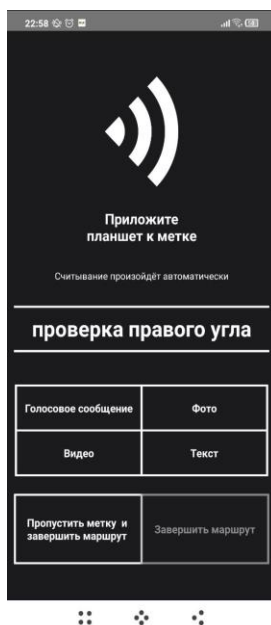 22:58
Приложите
планшет к метке
Считывание произойдёт автоматически
проверка правого угла
Голосовое сообщение
Фото
Видео
Текст
Пропустить метку и
завершить маршрут
Завершить маршрут